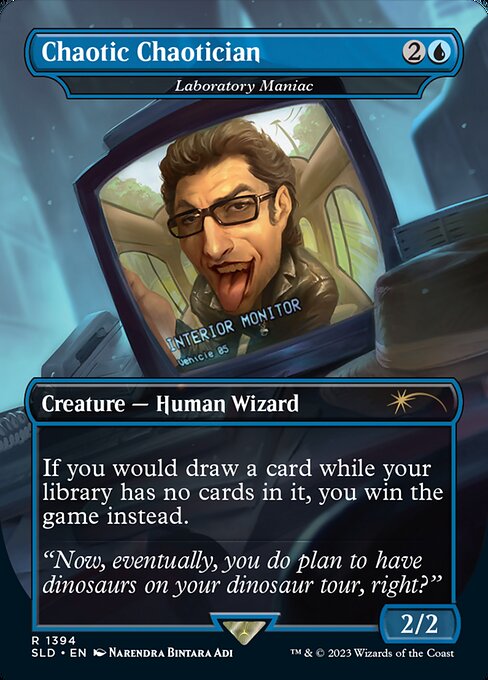 Chaotic Chaotician 2
Laboratory Maniac
INTERIOR MONITOR
Vehicle 05
Creature — Human Wizard
If you would draw a card while your
library has no cards in it, you win the
game instead.
“Now, eventually, you do plan to have
dinosaurs on your dinosaur tour, right?”
2/2
R 1394
SLD • EN Narendra Bintara Adi
™ & © 2023 Wizards of the Coast